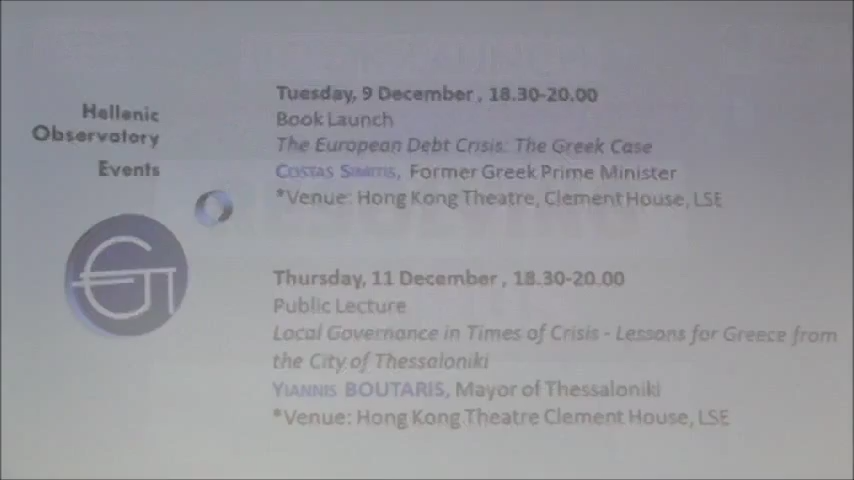 Hellenic
Observatory
Events
Tuesday, 9 December , 18.30-20.00
Book Launch
The European Debt Crisis: The Greek Case
COSTAS SIMITIS, Former Greek Prime Minister
*Venue: Hong Kong Theatre, Clement House, LSE
Thursday, 11 December , 18.30-20.00
Public Lecture
Local Governance in Times of Crisis - Lessons for Greece from
the City of Thessaloniki
YIANNIS BOUTARIS, Mayor of Thessaloniki
*Venue: Hong Kong Theatre Clement House, LSE